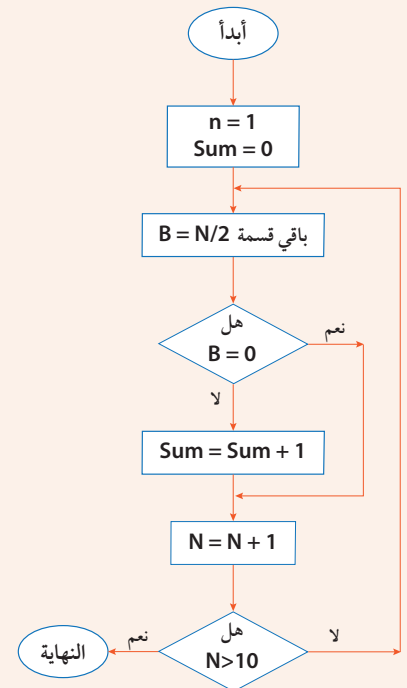 أبدأ
n = 1
Sum = 0
B = N/2 باقي قسمة
هل
B = 0
نعم
لا
Sum = Sum + 1
N = N + 1
هل
N>10
لا
نعم
النهاية